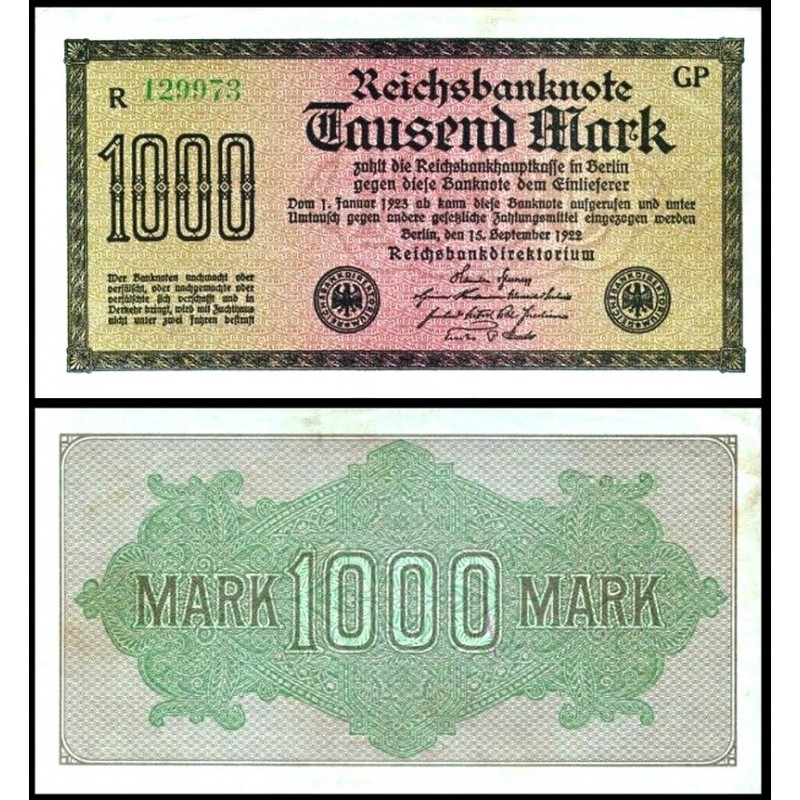 R 129973
GP
Reichsbanknote
Tausend Mark
1000
zahlt die Reichsbankhauptkasse in Berlin
gegen diese Banknote dem Einlieferer
Vom 1. Januar 1923 ab kann diese Banknote aufgerufen und unter
Umtausch gegen andere gesetzliche Zahlungsmittel eingezogen werden
Berlin, den 15. September 1922
Reichsbankdirektorium
Wer Banknoten nachmacht oder
verfälscht, oder nachgemachte oder
verfälschte sich verschafft und in
Verkehr bringt, wird mit Zuchthaus
nicht unter zwei Jahren bestraft
REICHSBANKDIREKTORIUM
REICHSBANKDIREKTORIUM
MARK 1000 MARK